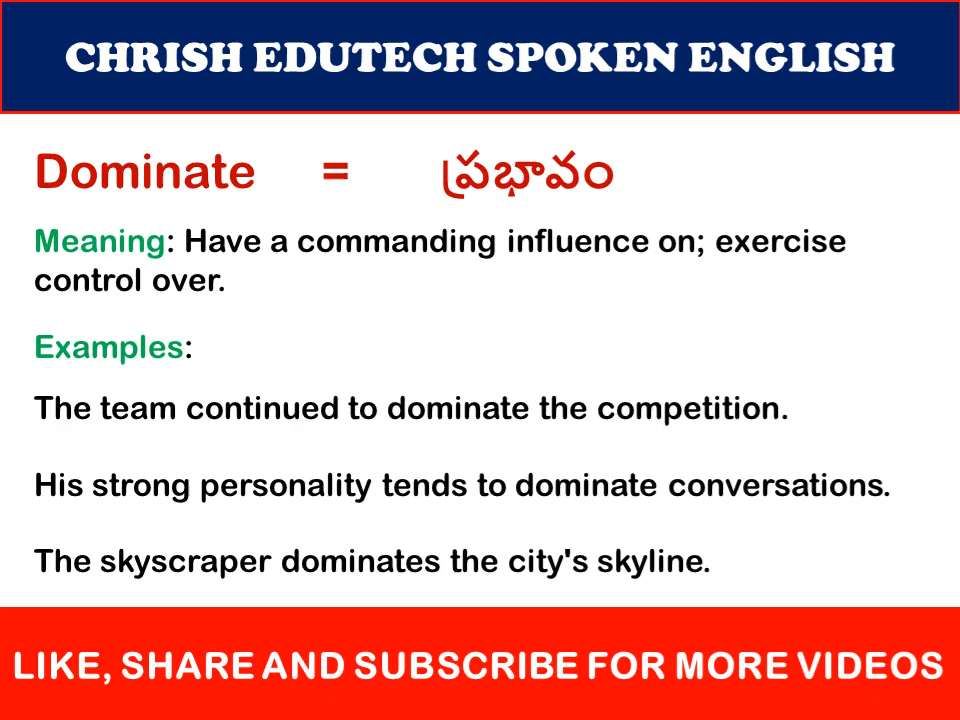 CHRISH EDUTECH SPOKEN ENGLISH
Dominate = ప్రభావం
Meaning: Have a commanding influence on; exercise
control over.
Examples:
The team continued to dominate the competition.
His strong personality tends to dominate conversations.
The skyscraper dominates the city's skyline.
LIKE, SHARE AND SUBSCRIBE FOR MORE VIDEOS